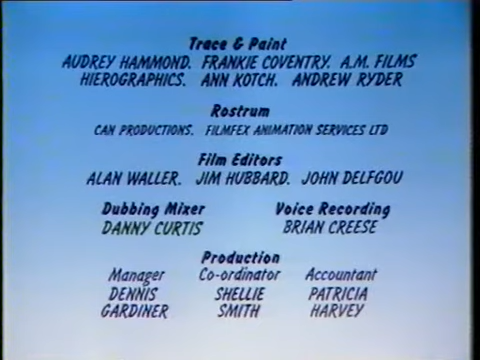 Trace & Paint
AUDREY HAMMOND. FRANKIE COVENTRY. A.M. FILMS
HIEROGRAPHICS. ANN KOTCH. ANDREW RYDER
Rostrum
CAN PRODUCTIONS. FILMFEX ANIMATION SERVICES LTD
Film Editors
ALAN WALLER. JIM HUBBARD. JOHN DELFGOU
Dubbing Mixer Voice Recording
DANNY CURTIS BRIAN CREESE
Production
Manager Co-ordinator Accountant
DENNIS SHELLIE PATRICIA
GARDINER SMITH HARVEY